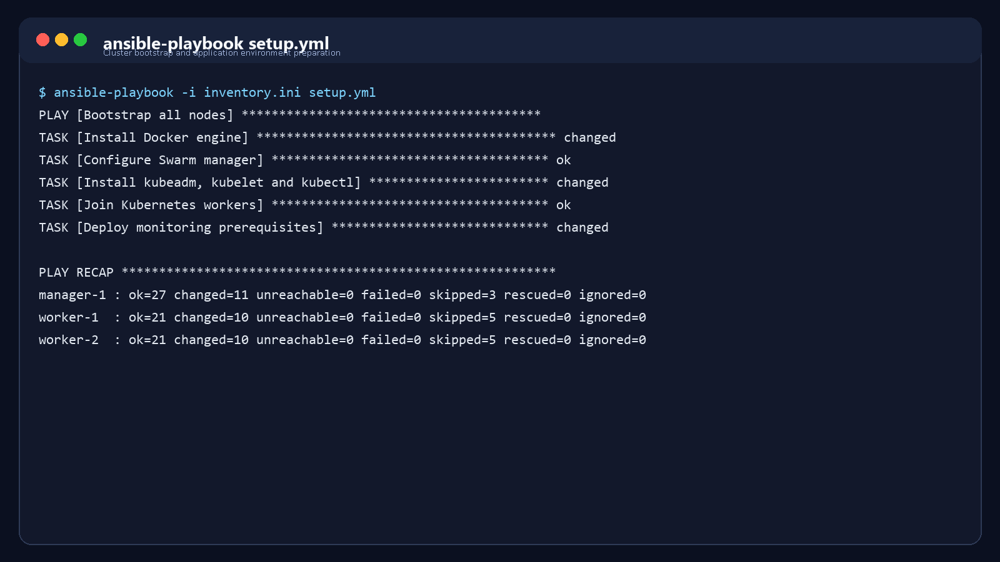 ansible-playbook setup.yml
Cluster bootstrap and application environment preparation
$ ansible-playbook -i inventory.ini setup.yml
PLAY [Bootstrap all nodes] ****************************************
TASK [Install Docker engine] **************************************** changed
TASK [Configure Swarm manager] ************************************* ok
TASK [Install kubeadm, kubelet and kubectl] ************************ changed
TASK [Join Kubernetes workers] ************************************* ok
TASK [Deploy monitoring prerequisites] ***************************** changed
PLAY RECAP **********************************************************
manager-1 : ok=27 changed=11 unreachable=0 failed=0 skipped=3 rescued=0 ignored=0
worker-1  : ok=21 changed=10 unreachable=0 failed=0 skipped=5 rescued=0 ignored=0
worker-2  : ok=21 changed=10 unreachable=0 failed=0 skipped=5 rescued=0 ignored=0